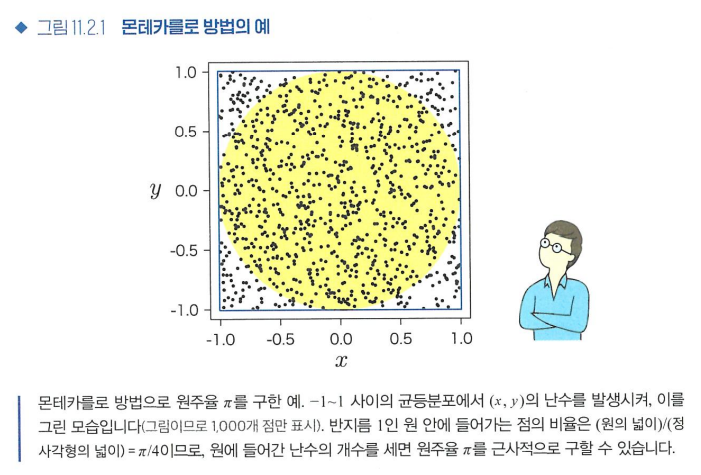 ◆ 그림 11.2.1 몬테카를로 방법의 예
1.0
0.5
y 0.0
-0.5
-1.0
-1.0 -0.5 0.0 0.5 1.0
x
몬테카를로 방법으로 원주율 π를 구한 예. −1~1 사이의 균등분포에서 (x, y)의 난수를 발생시켜, 이를
그린 모습입니다(그림이므로 1,000개 점만 표시). 반지름 1인 원 안에 들어가는 점의 비율은 (원의 넓이)/(정
사각형의 넓이) = π/4이므로, 원에 들어간 난수의 개수를 세면 원주율 π를 근사적으로 구할 수 있습니다.